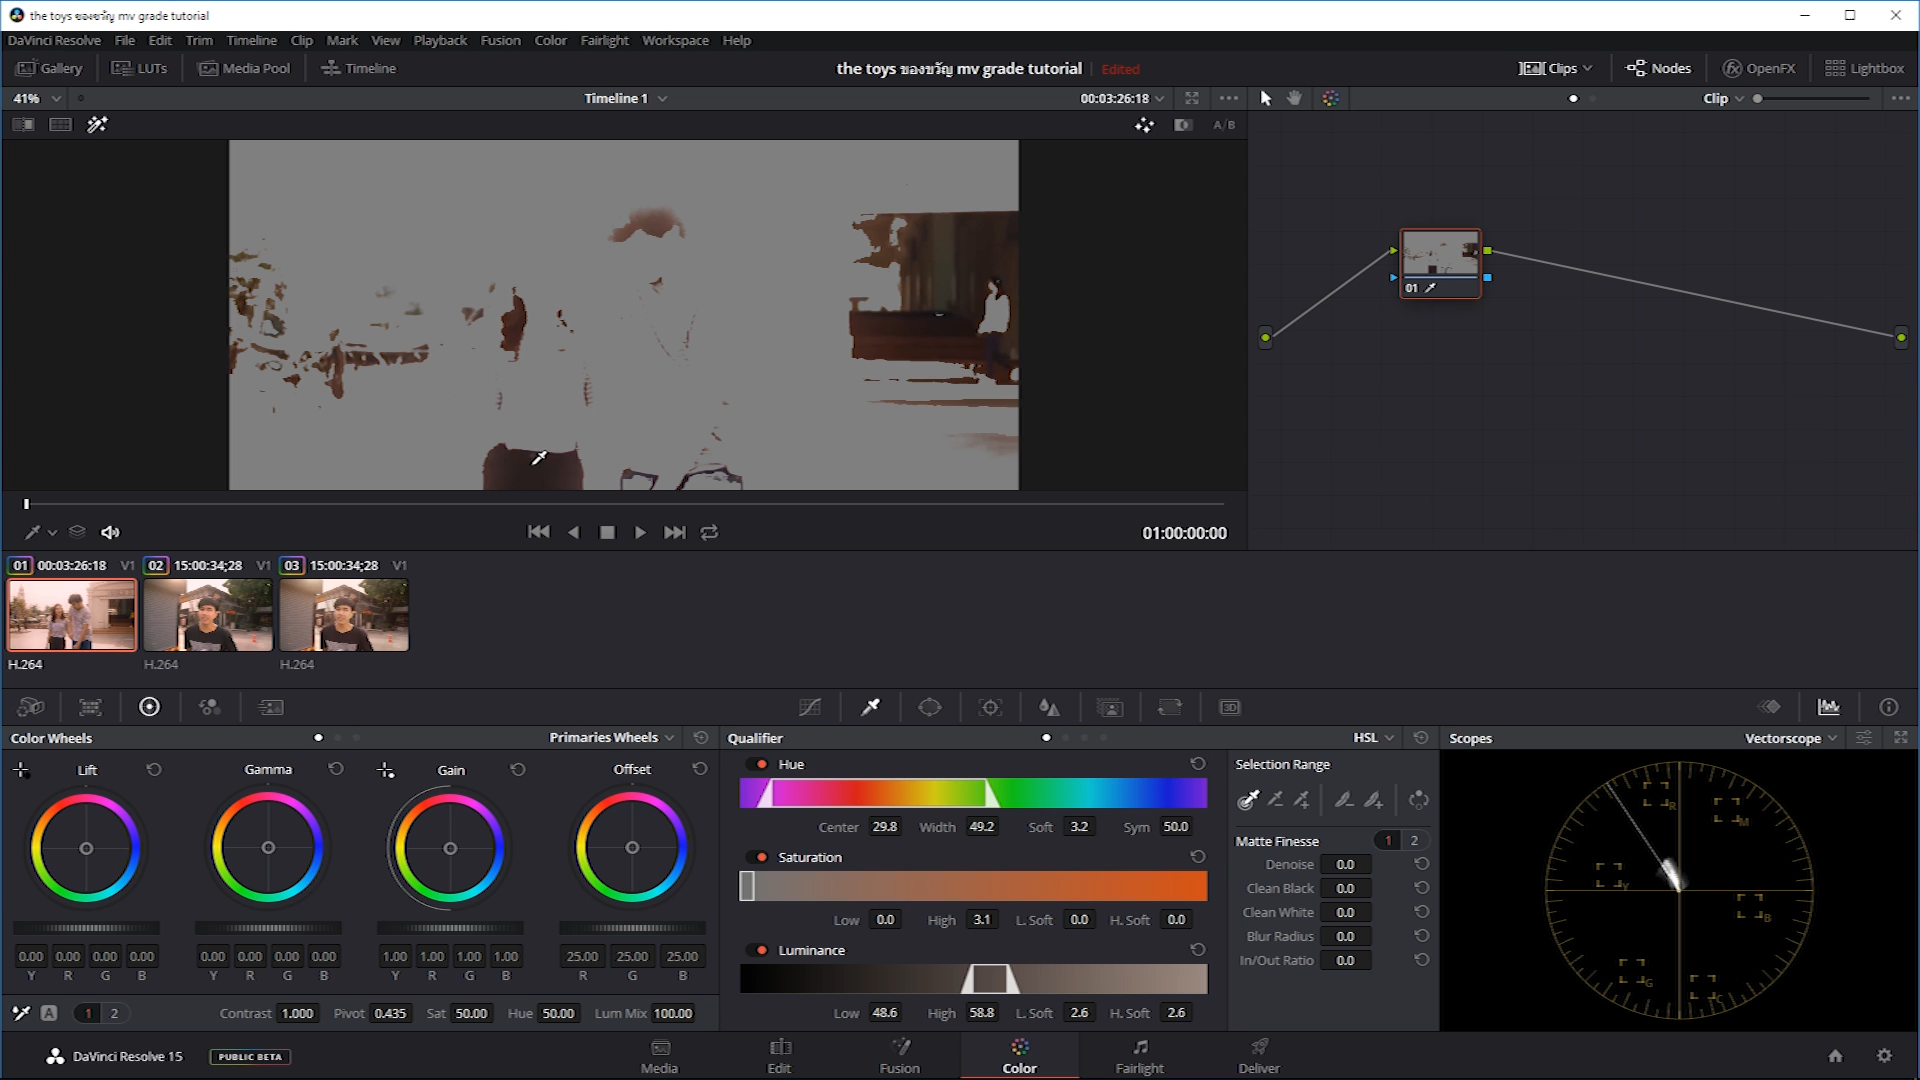 the toys ของขวัญ mv grade tutorial
DaVinci Resolve File Edit Trim Timeline Clip Mark View Playback Fusion Color Fairlight Workspace Help
Gallery LUTs Media Pool Timeline the toys ของขวัญ mv grade tutorial Edited Clips Nodes OpenFX Lightbox
41% Timeline 1 00:03:26:18 Clip
A/B
01
01:00:00:00
01 00:03:26:18 V1 02 15:00:34;28 V1 03 15:00:34;28 V1
H.264 H.264 H.264
3D
Color Wheels Primaries Wheels Qualifier HSL Scopes Vectorscope
Lift Gamma Gain Offset
0.00 0.00 0.00 0.00 0.00 0.00 0.00 0.00 1.00 1.00 1.00 1.00 25.00 25.00 25.00
Y R G B Y R G B Y R G B R G B
A 1 2 Contrast 1.000 Pivot 0.435 Sat 50.00 Hue 50.00 Lum Mix 100.00
Hue
Center 29.8 Width 49.2 Soft 3.2 Sym 50.0
Saturation
Low 0.0 High 3.1 L. Soft 0.0 H. Soft 0.0
Luminance
Low 48.6 High 58.8 L. Soft 2.6 H. Soft 2.6
Selection Range
Matte Finesse 1 2
Denoise 0.0
Clean Black 0.0
Clean White 0.0
Blur Radius 0.0
In/Out Ratio 0.0
R M
Y B
G C
DaVinci Resolve 15 PUBLIC BETA Media Edit Fusion Color Fairlight Deliver